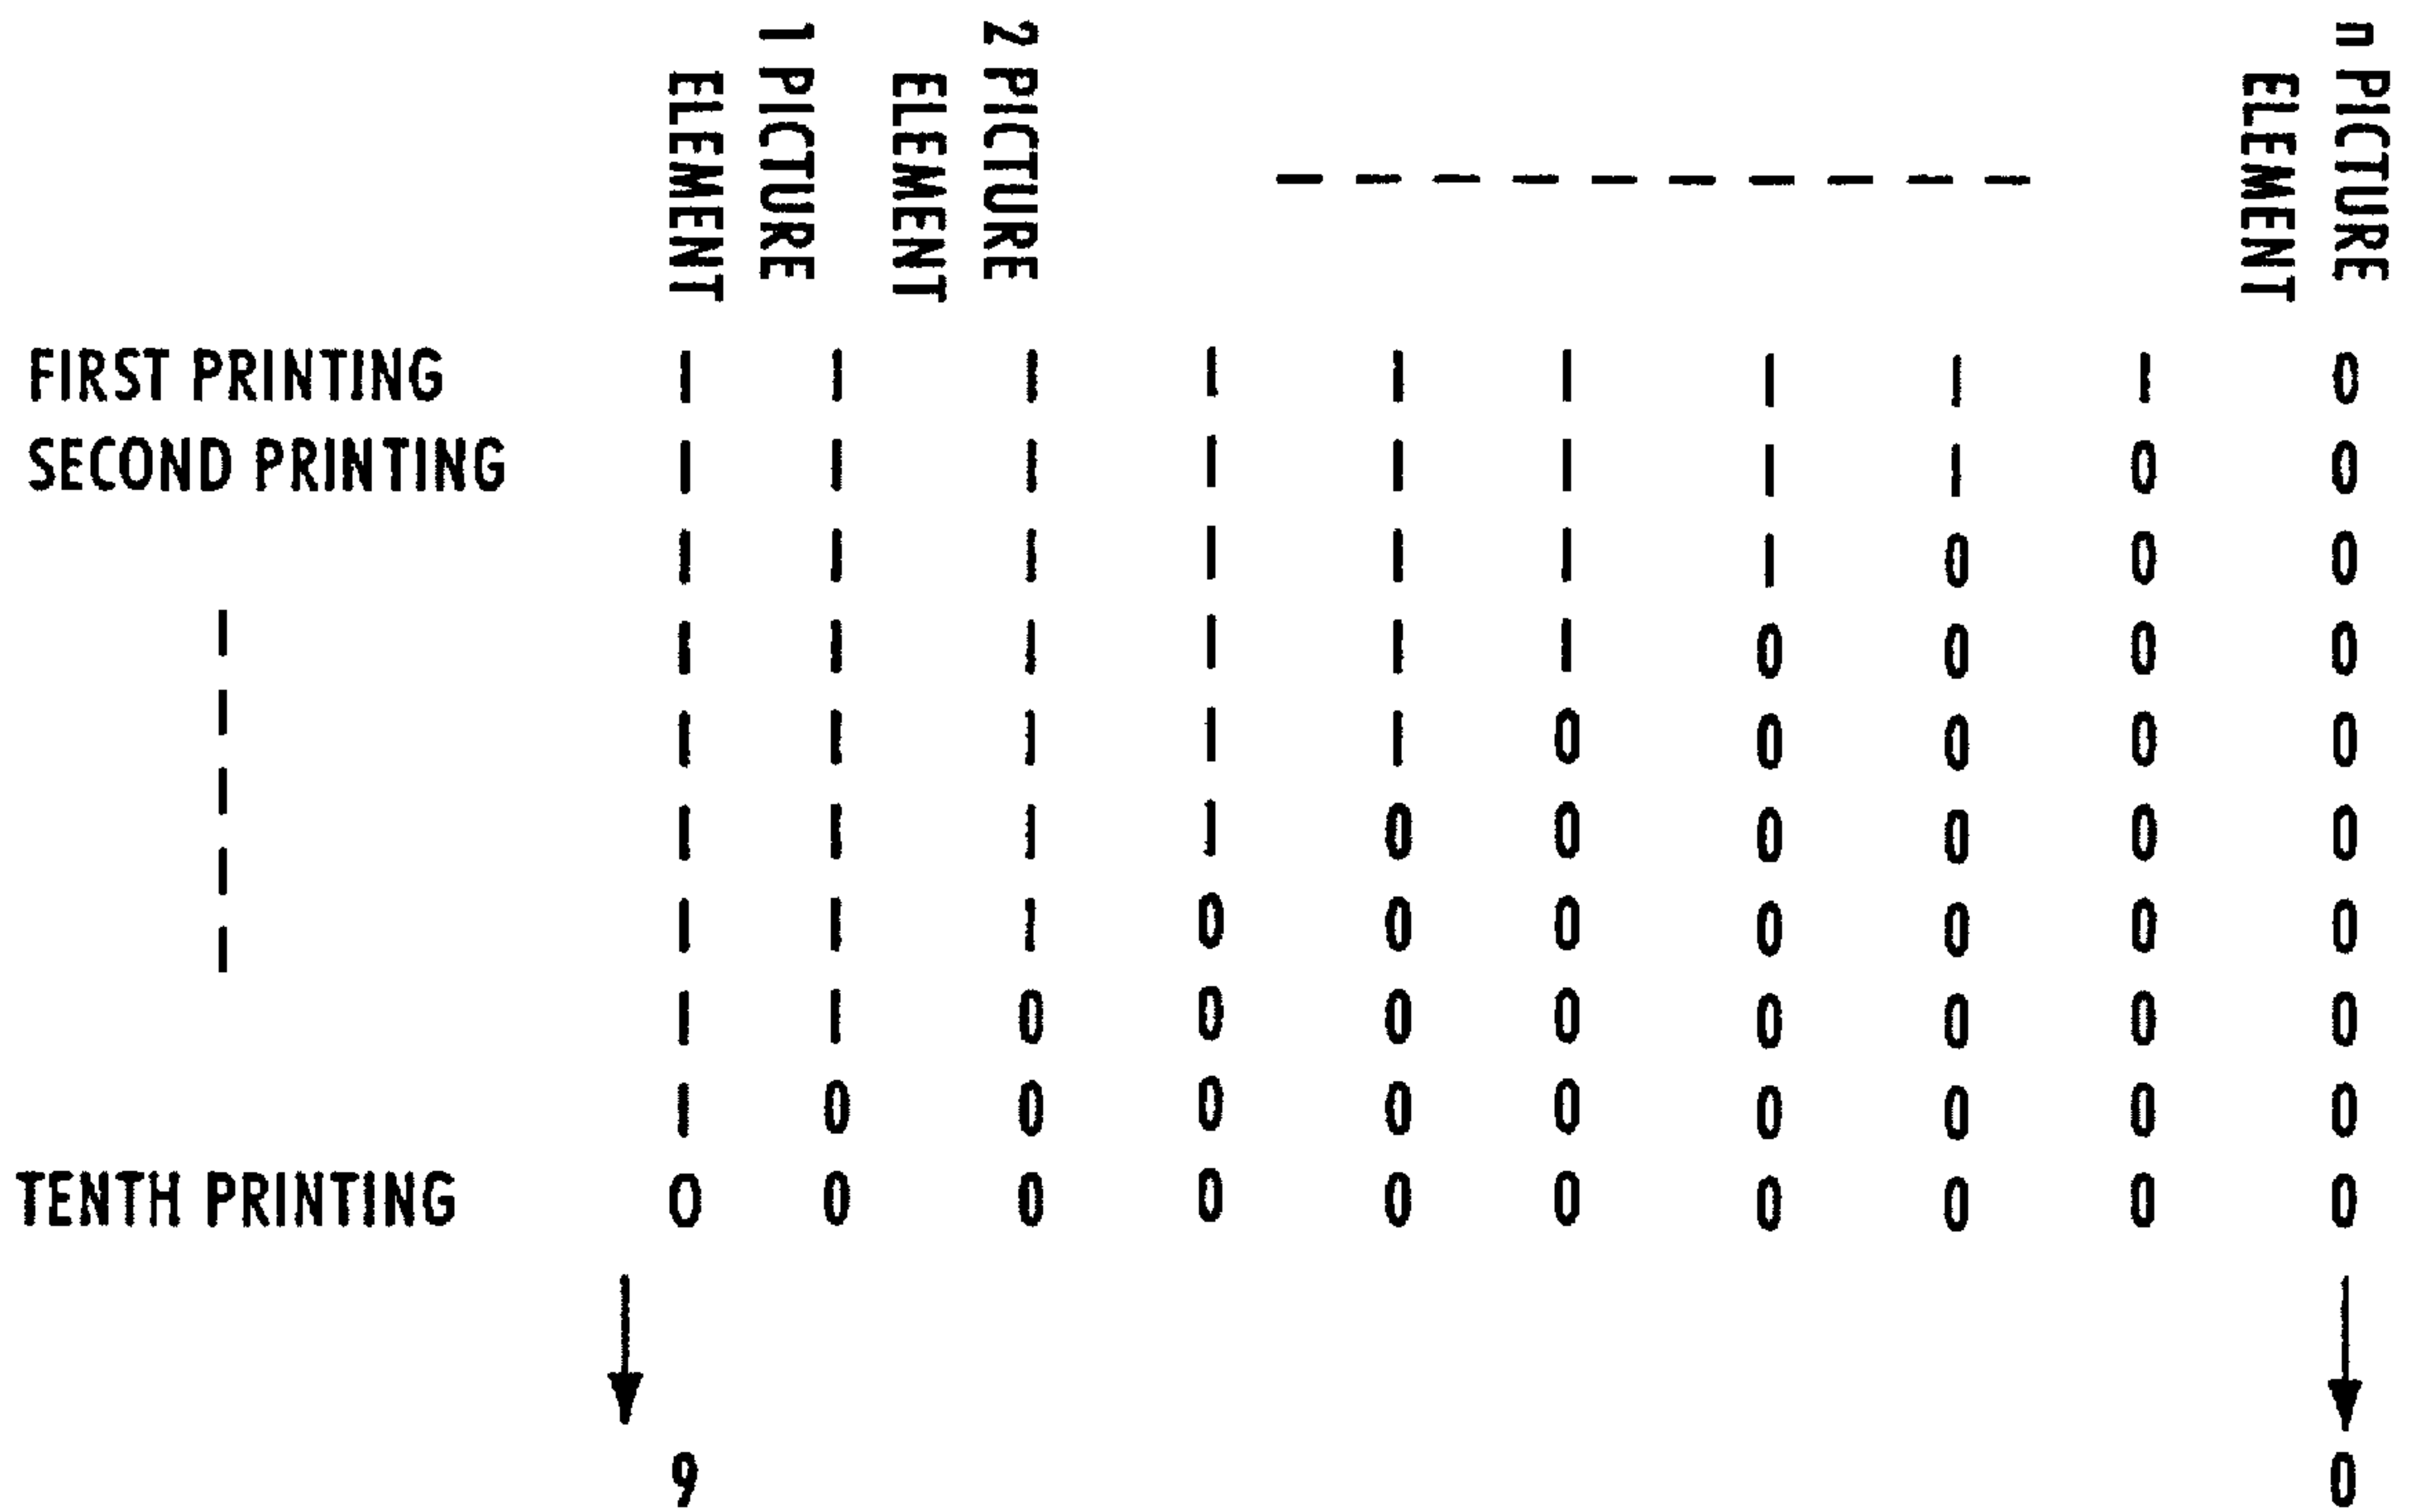 1 PICTURE ELEMENT
2 PICTURE ELEMENT
n PICTURE ELEMENT
FIRST PRINTING 1 1 1 1 1 1 1 1 1 0
SECOND PRINTING 1 1 1 1 1 1 1 1 0 0
1 1 1 1 1 1 1 0 0 0
1 1 1 1 1 1 0 0 0 0
1 1 1 1 1 0 0 0 0 0
1 1 1 1 0 0 0 0 0 0
1 1 1 0 0 0 0 0 0 0
1 1 0 0 0 0 0 0 0 0
1 0 0 0 0 0 0 0 0 0
TENTH PRINTING 0 0 0 0 0 0 0 0 0 0
9 0